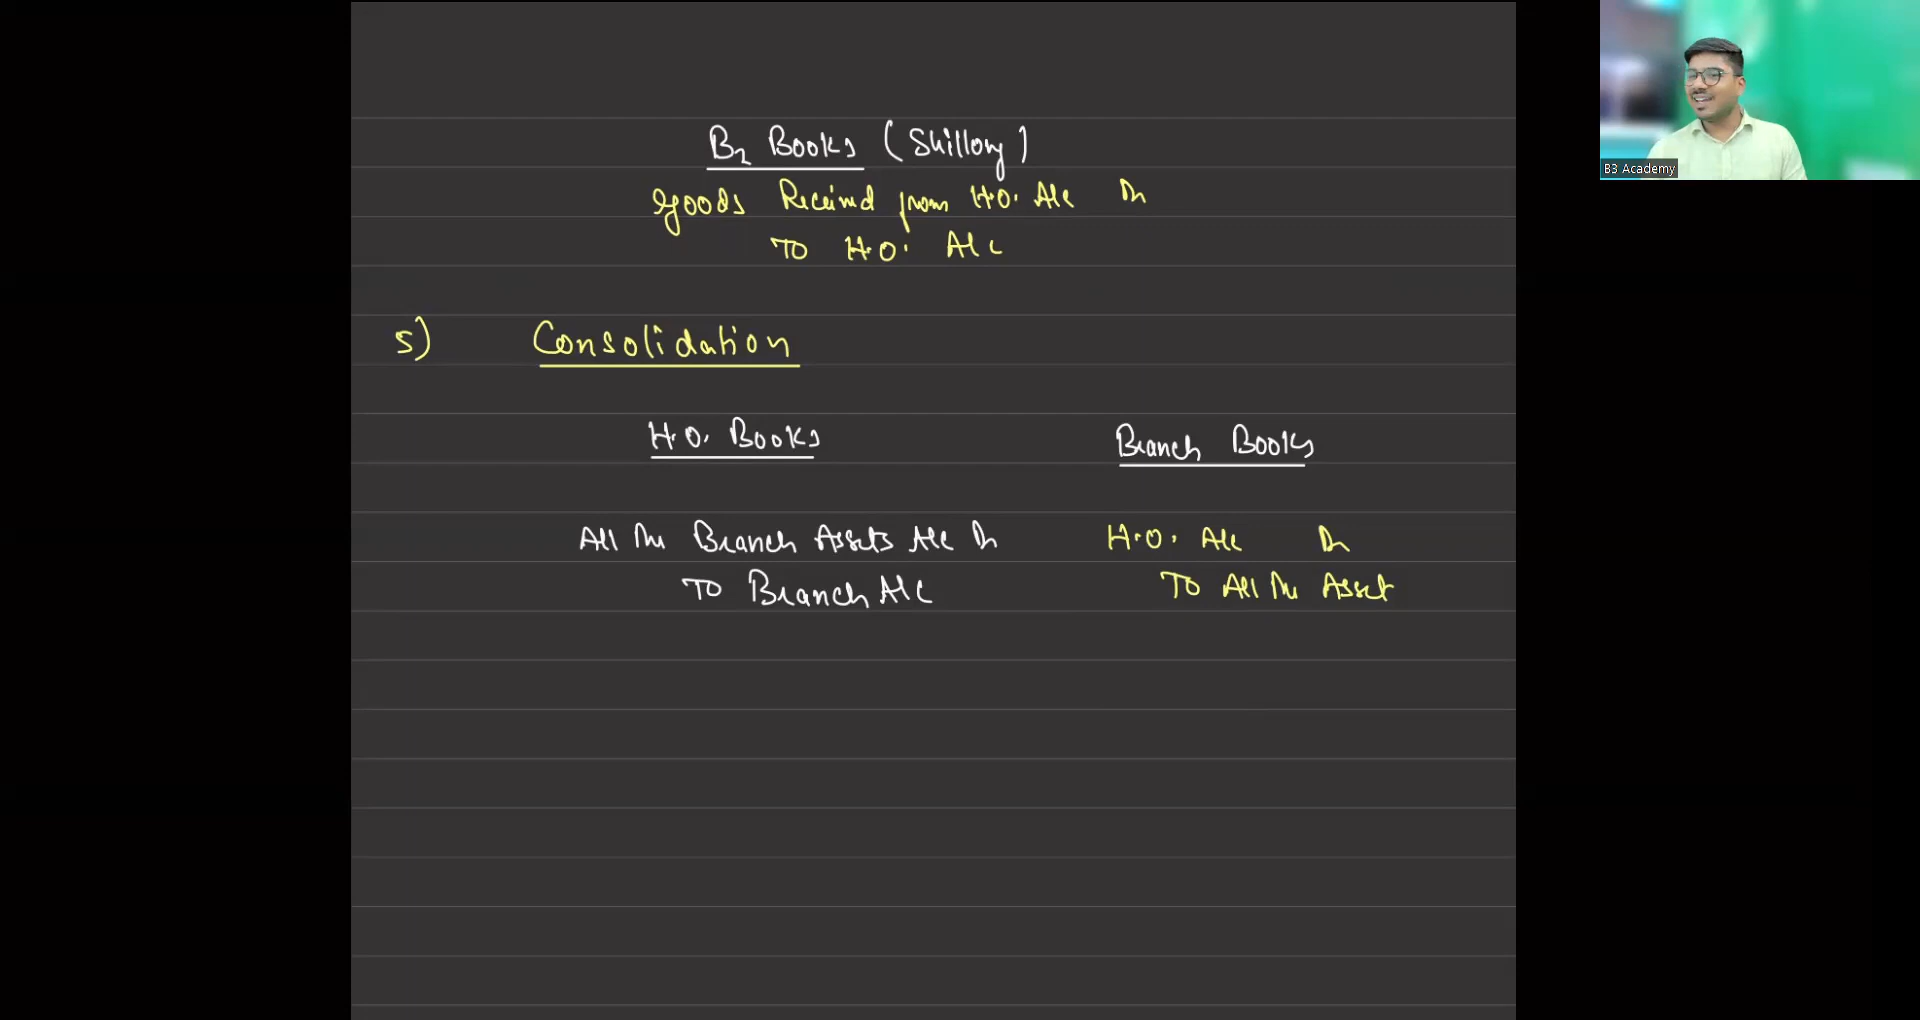 B2 Books (Shillong)
Goods Received from H.O. A/c Dr
To H.O. A/c
5) Consolidation
H.O. Books
Branch Books
All the Branch Assets A/c Dr
To Branch A/c
H.O. A/c Dr
To All the Asset
B3 Academy